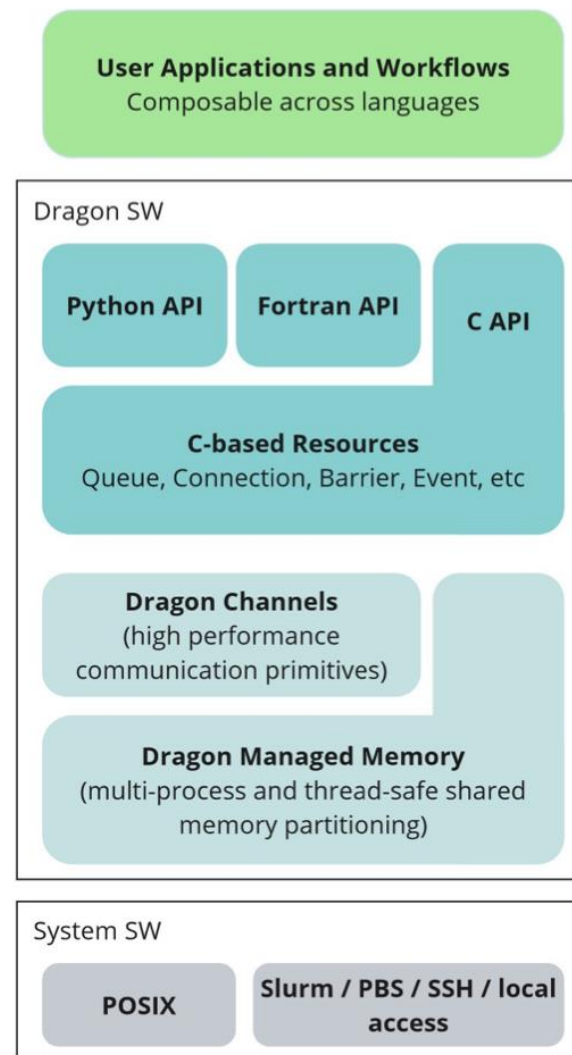 User Applications and Workflows
Composable across languages
Dragon SW
Python API
Fortran API
C API
C-based Resources
Queue, Connection, Barrier, Event, etc
Dragon Channels
(high performance
communication primitives)
Dragon Managed Memory
(multi-process and thread-safe shared
memory partitioning)
System SW
POSIX
Slurm / PBS / SSH / local
access